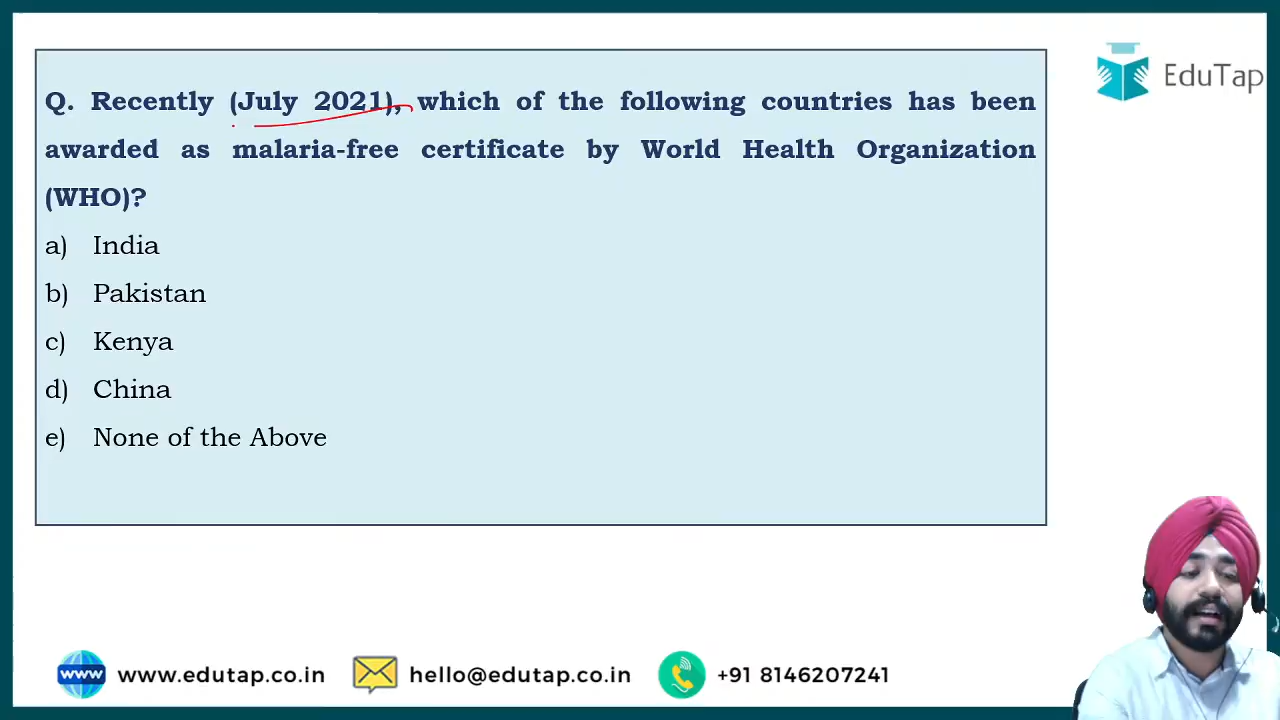 EduTap
Q. Recently (July 2021), which of the following countries has been
awarded as malaria-free certificate by World Health Organization
(WHO)?
a) India
b) Pakistan
c) Kenya
d) China
e) None of the Above
www www.edutap.co.in hello@edutap.co.in +91 8146207241